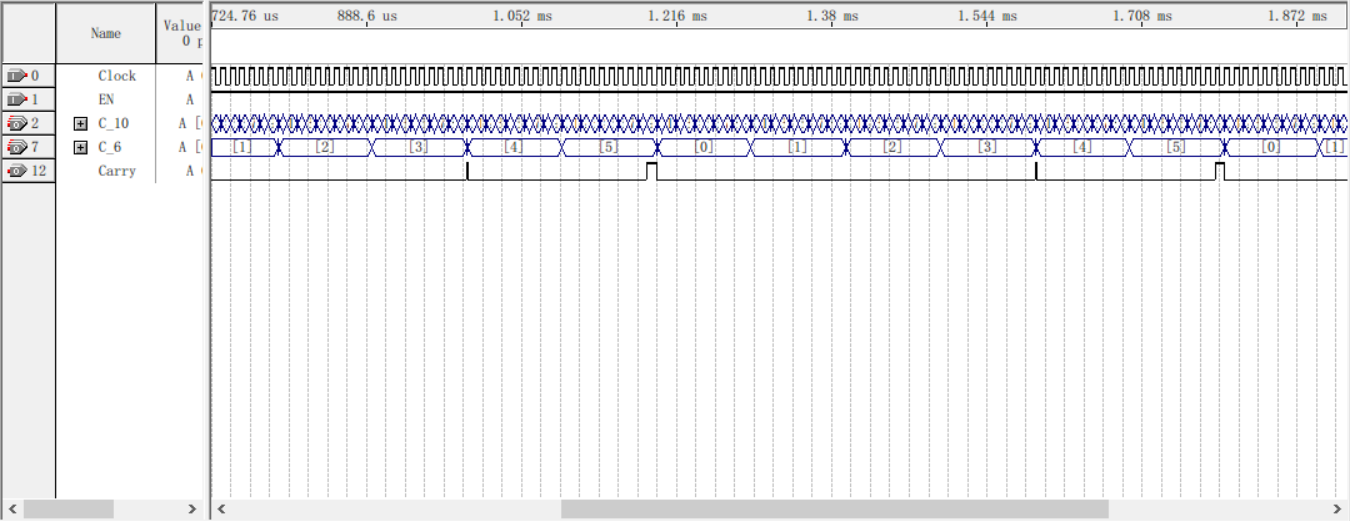 724.76 us 888.6 us 1.052 ms 1.216 ms 1.38 ms 1.544 ms 1.708 ms 1.872 ms
Name Value
0 p
0 Clock A
1 EN A
2 C_10 A [
7 C_6 A [ [1] [2] [3] [4] [5] [0] [1] [2] [3] [4] [5] [0] [1]
12 Carry A